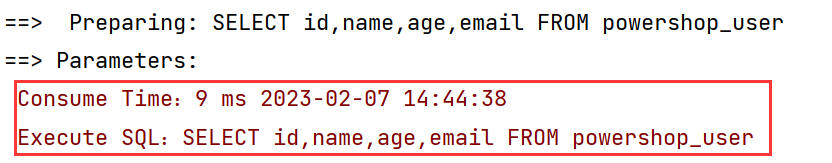 ==>  Preparing: SELECT id,name,age,email FROM powershop_user
==> Parameters:
Consume Time：9 ms 2023-02-07 14:44:38
Execute SQL：SELECT id,name,age,email FROM powershop_user